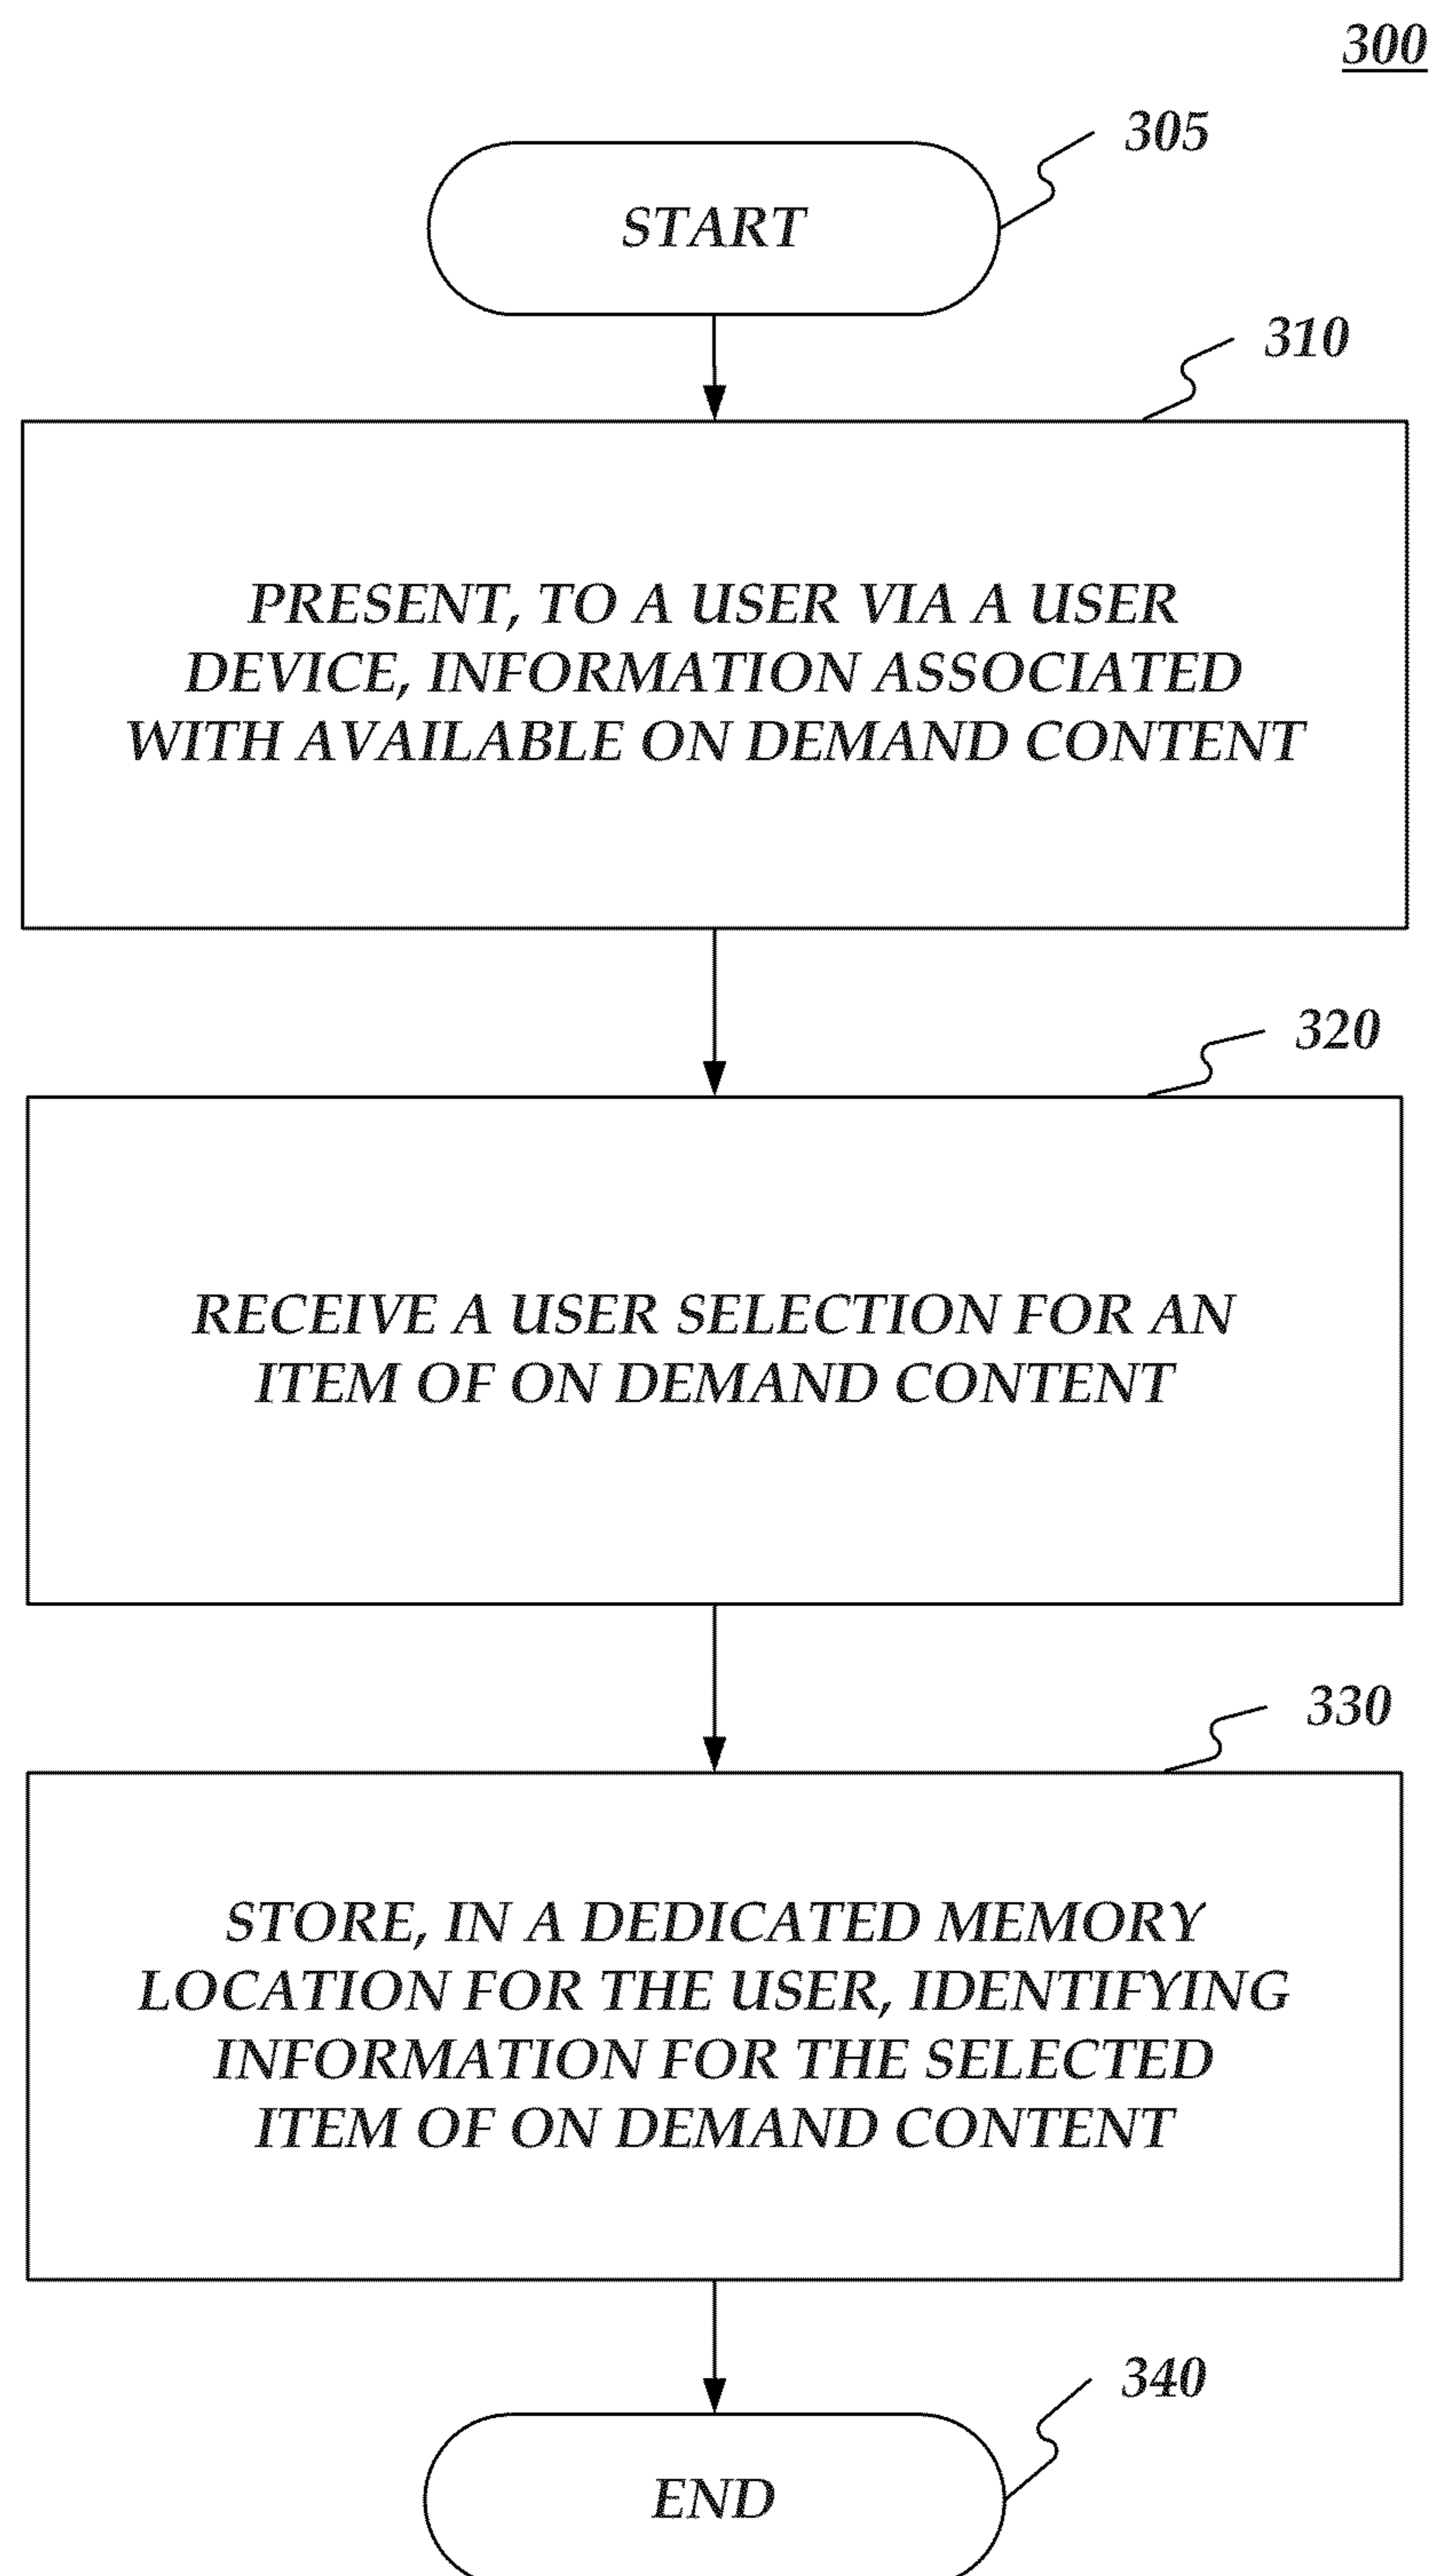 300
305
START
310
PRESENT, TO A USER VIA A USER
DEVICE, INFORMATION ASSOCIATED
WITH AVAILABLE ON DEMAND CONTENT
320
RECEIVE A USER SELECTION FOR AN
ITEM OF ON DEMAND CONTENT
330
STORE, IN A DEDICATED MEMORY
LOCATION FOR THE USER, IDENTIFYING
INFORMATION FOR THE SELECTED
ITEM OF ON DEMAND CONTENT
340
END